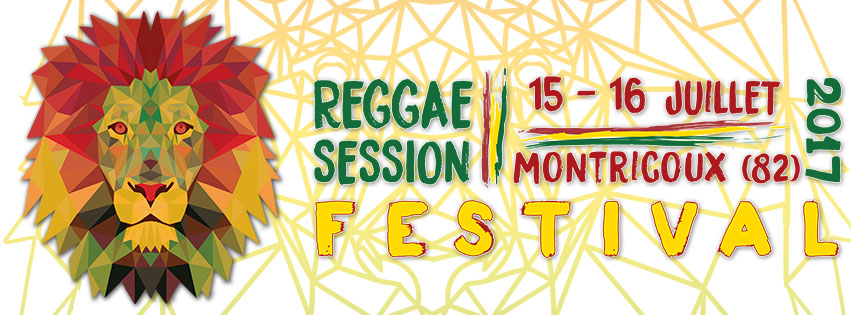 REGGAE
SESSION
15 - 16 JUILLET
MONTRICOUX (82)
2017
FESTIVAL